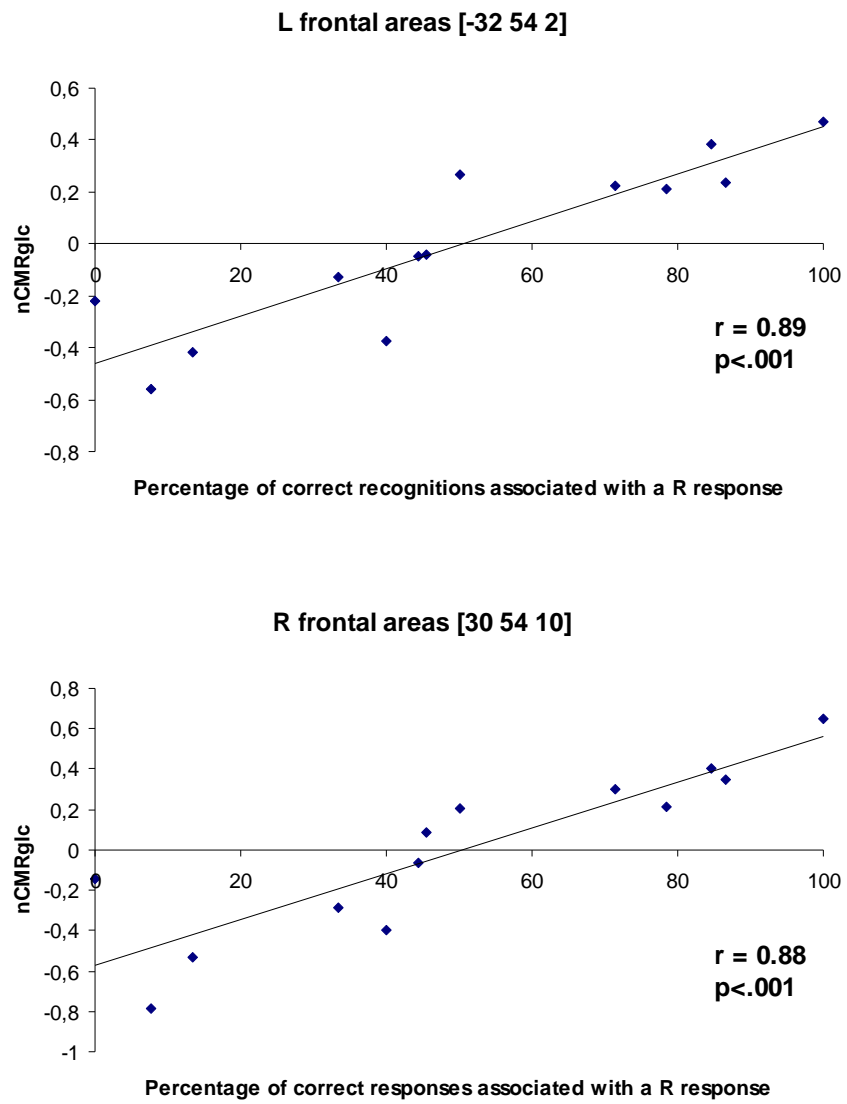 L frontal areas [-32 54 2]
0,6
0,4
0,2
0
-0,2
-0,4
-0,6
-0,8
0 20 40 60 80 100
nCMRglc
r = 0.89
p<.001
Percentage of correct recognitions associated with a R response
R frontal areas [30 54 10]
0,8
0,6
0,4
0,2
0
-0,2
-0,4
-0,6
-0,8
-1
0 20 40 60 80 100
nCMRglc
r = 0.88
p<.001
Percentage of correct responses associated with a R response